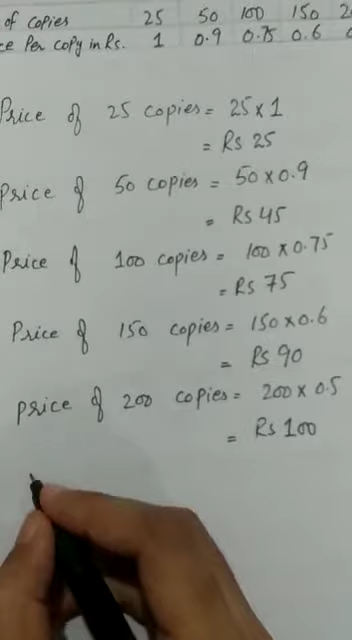 of copies 25 50 100 150
Per copy in Rs. 1 0.9 0.75 0.6
Price of 25 copies = 25 x 1
= Rs 25
Price of 50 copies = 50 x 0.9
= Rs 45
Price of 100 copies = 100 x 0.75
= Rs 75
Price of 150 copies = 150 x 0.6
= Rs 90
price of 200 copies = 200 x 0.5
= Rs 100